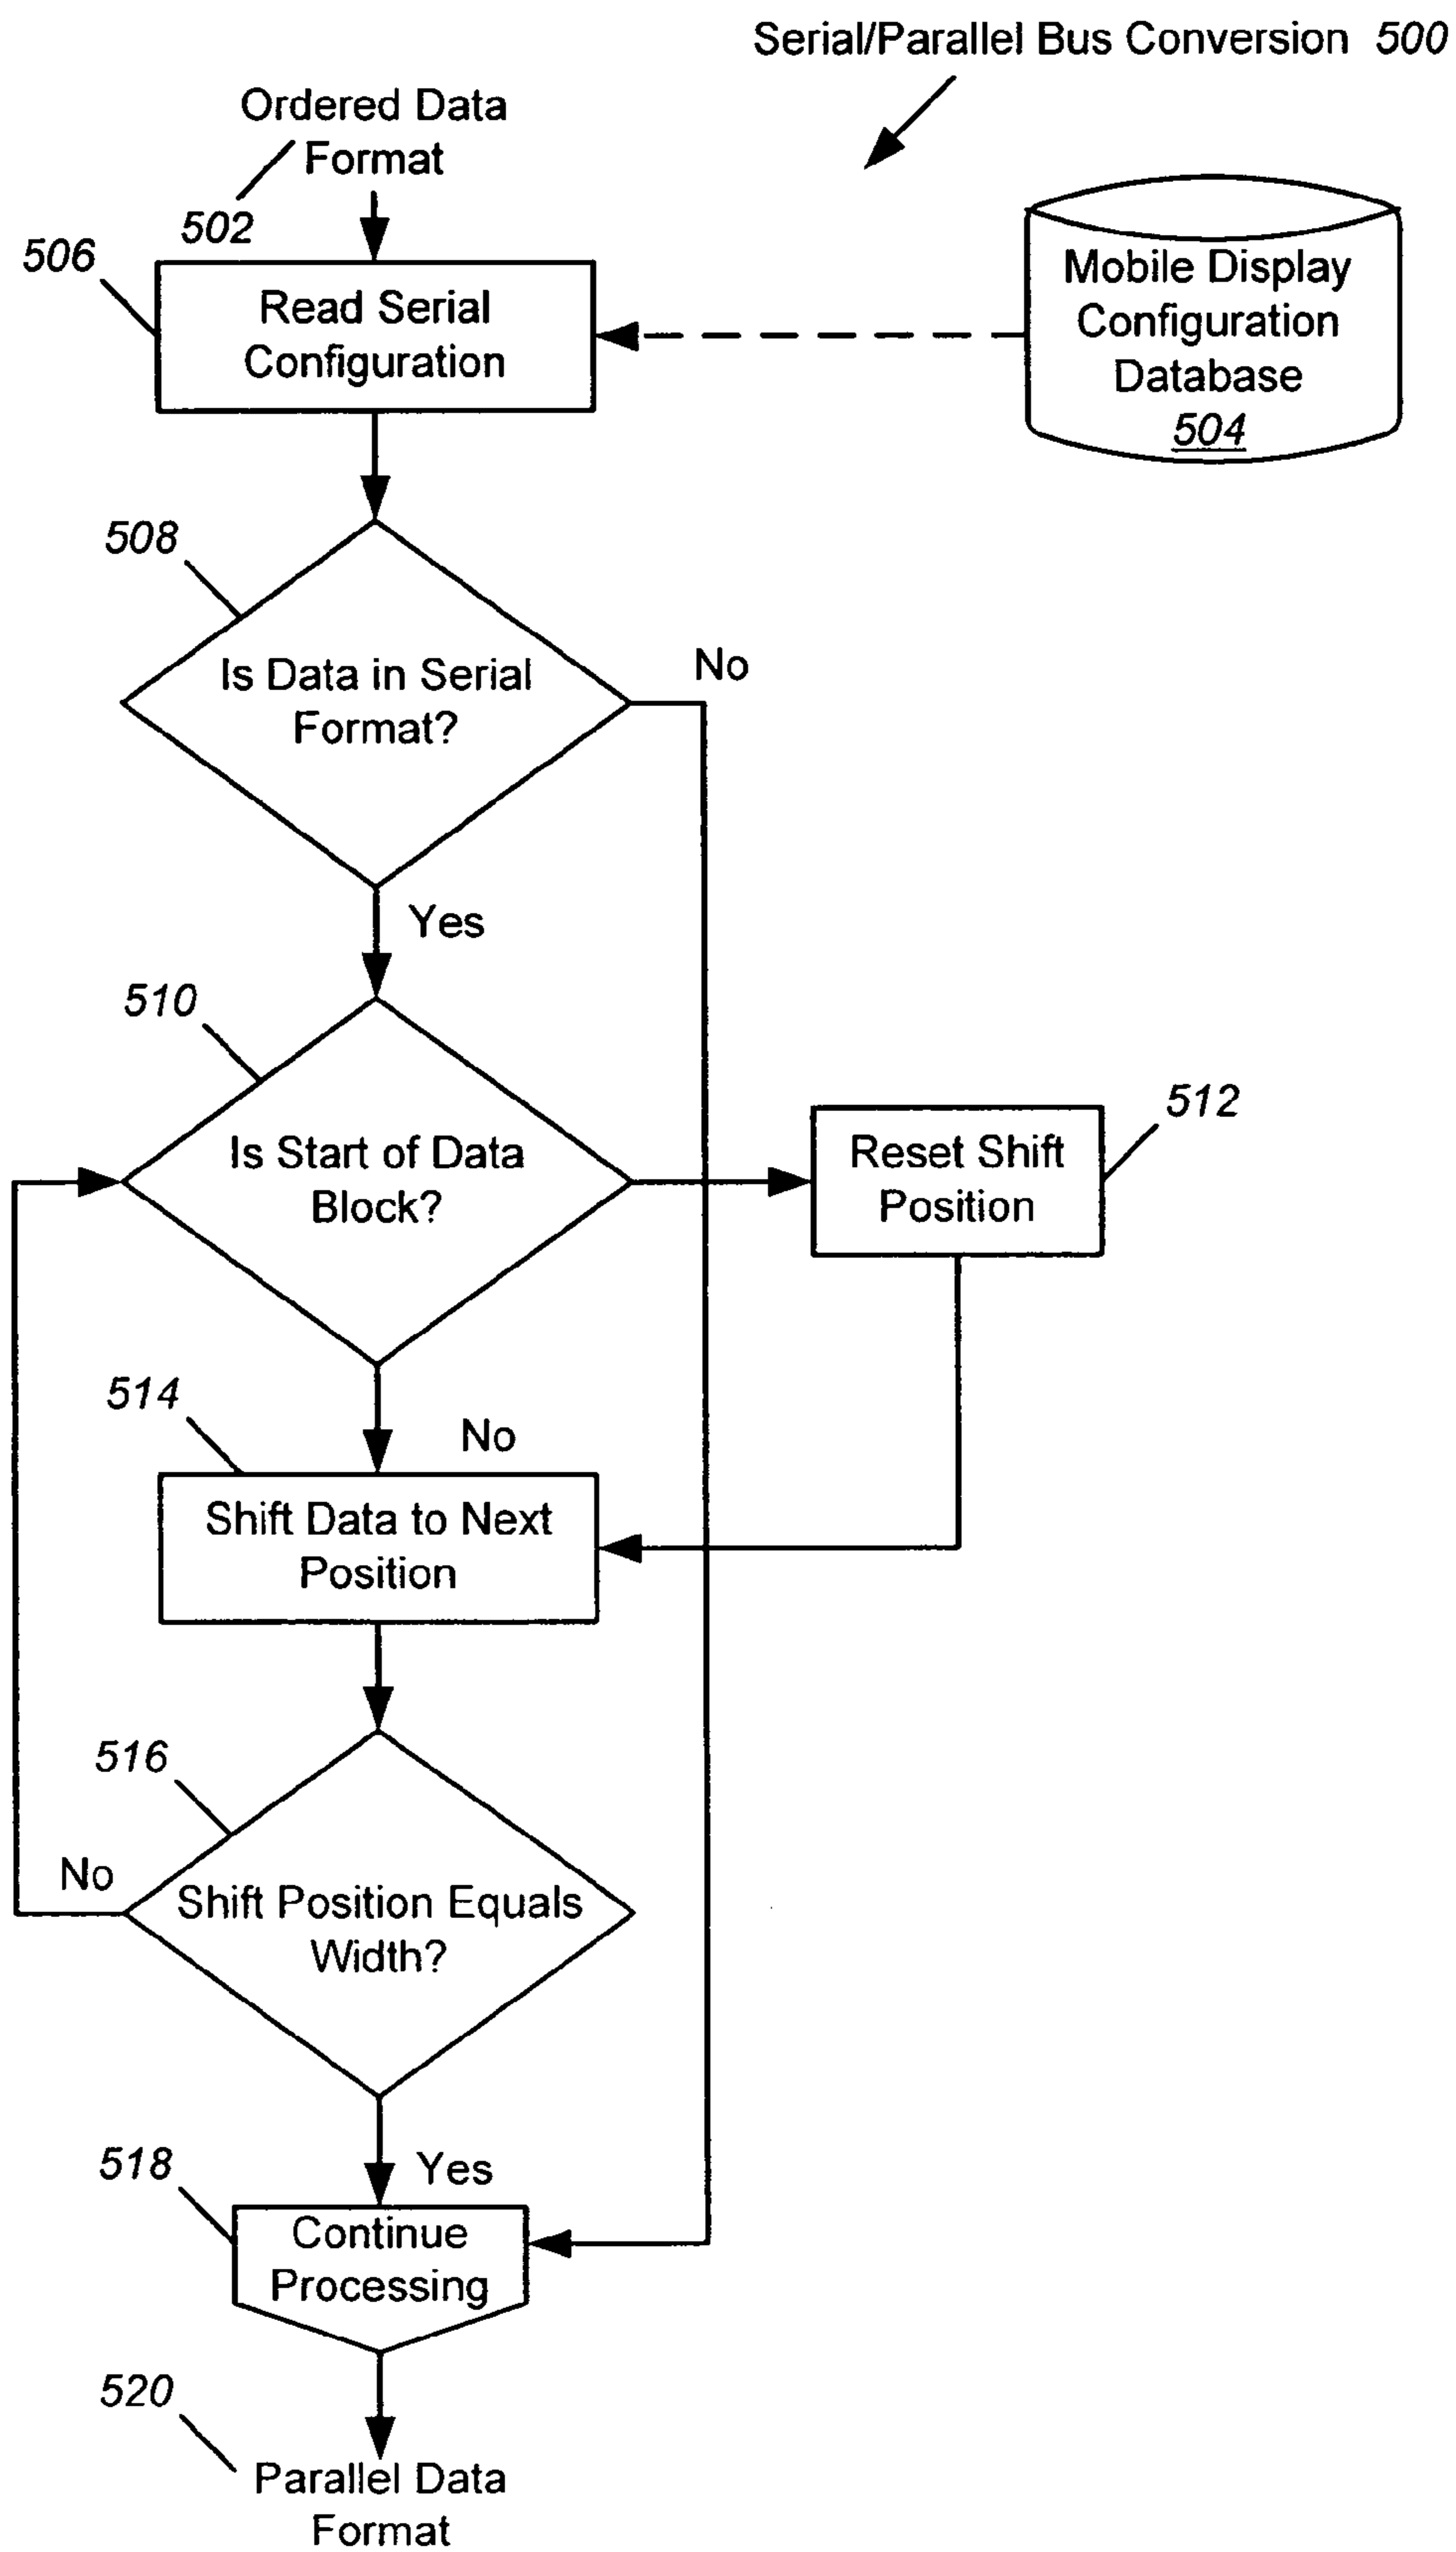 Serial/Parallel Bus Conversion 500
Ordered Data
Format
502
506
Read Serial
Configuration
Mobile Display
Configuration
Database
504
508
Is Data in Serial
Format?
No
Yes
510
Is Start of Data
Block?
512
Reset Shift
Position
514
No
Shift Data to Next
Position
516
No
Shift Position Equals
Width?
518
Yes
Continue
Processing
520
Parallel Data
Format